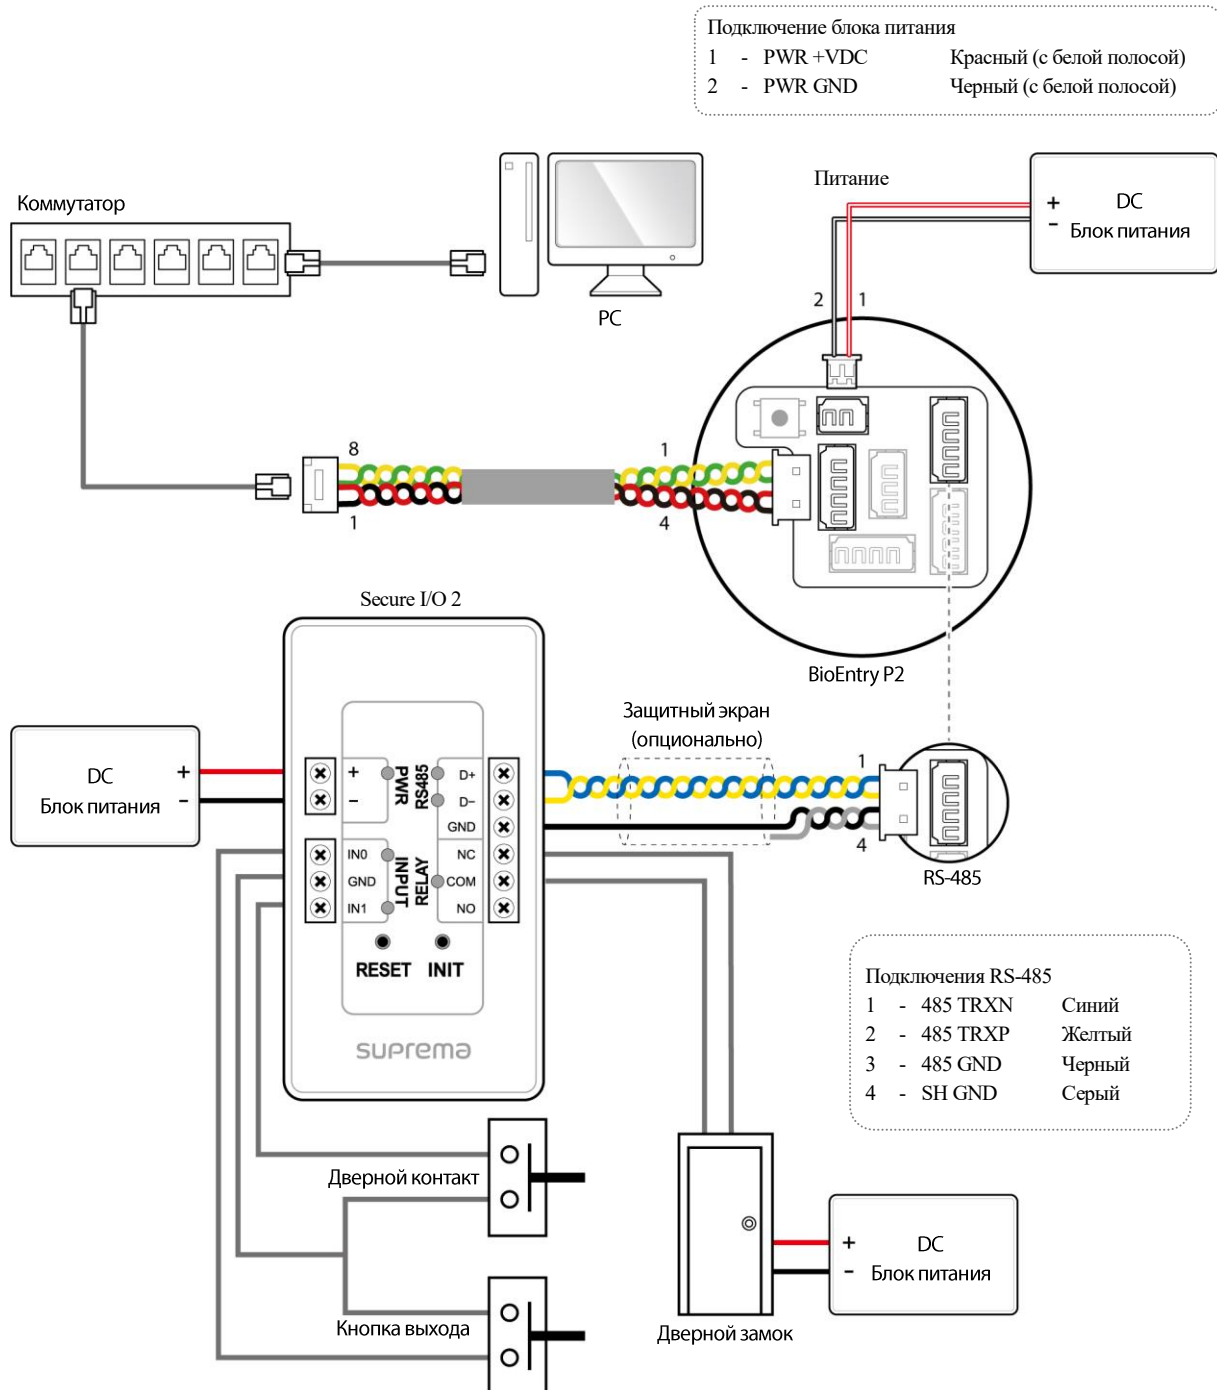 Подключение блока питания
1 - PWR +VDC Красный (с белой полосой)
2 - PWR GND Черный (с белой полосой)
Питание
+ DC
- Блок питания
Коммутатор
PC
2 1
8 1
1 4
BioEntry P2
Secure I/O 2
DC +
Блок питания -
+ PWR RS485 D+
- D-
GND
IN0 INPUT RELAY NC
GND COM
IN1 NO
RESET INIT
suprema
Защитный экран
(опционально)
1
4
RS-485
Подключения RS-485
1 - 485 TRXN Синий
2 - 485 TRXP Желтый
3 - 485 GND Черный
4 - SH GND Серый
Дверной контакт
Кнопка выхода
Дверной замок
+ DC
- Блок питания